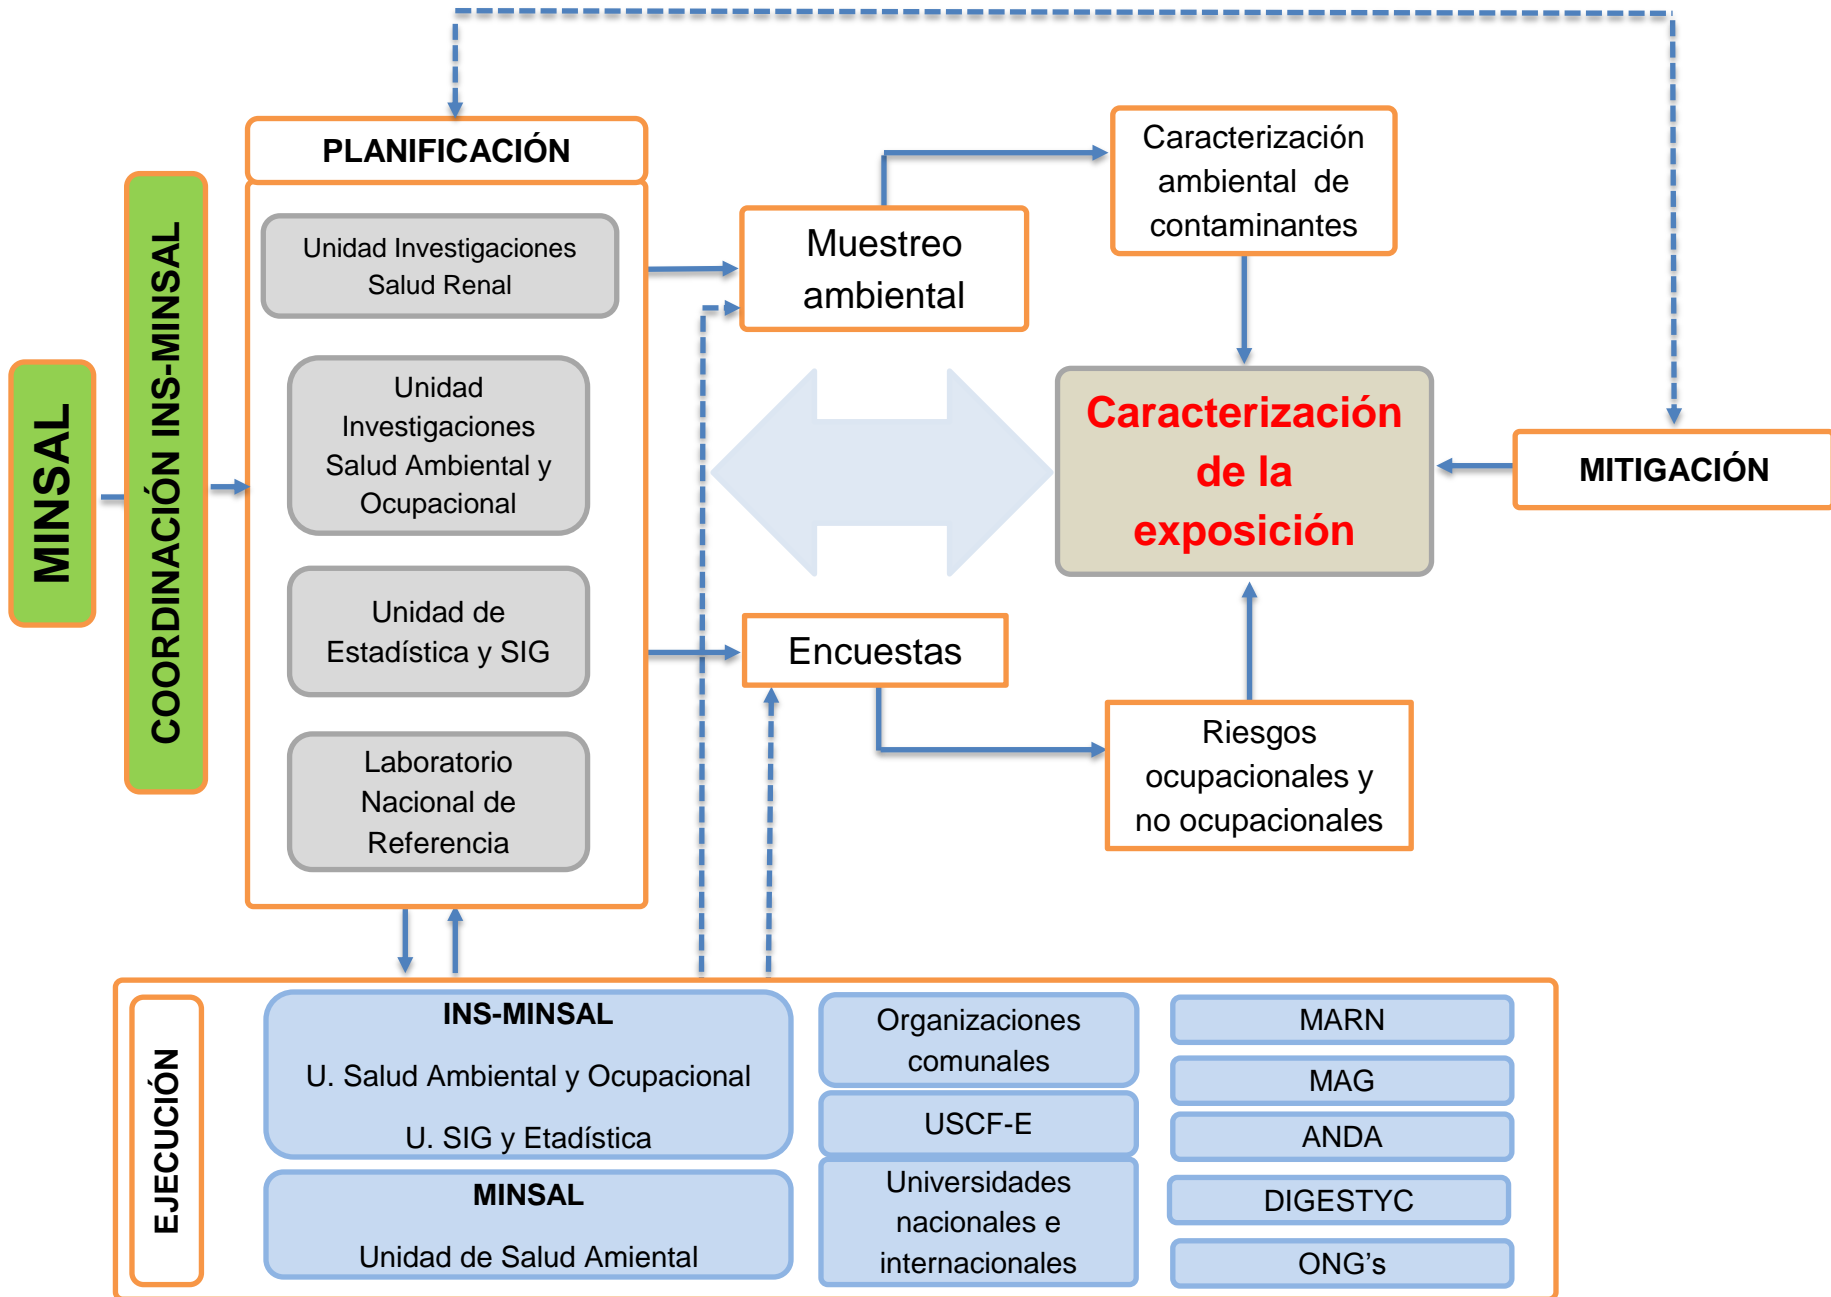 MINSAL
COORDINACIÓN INS-MINSAL
PLANIFICACIÓN
Unidad Investigaciones
Salud Renal
Unidad
Investigaciones
Salud Ambiental y
Ocupacional
Unidad de
Estadística y SIG
Laboratorio
Nacional de
Referencia
Muestreo
ambiental
Caracterización
ambiental de
contaminantes
Caracterización
de la
exposición
MITIGACIÓN
Encuestas
Riesgos
ocupacionales y
no ocupacionales
EJECUCIÓN
INS-MINSAL
U. Salud Ambiental y Ocupacional
U. SIG y Etadística
MINSAL
Unidad de Salud Amiental
Organizaciones
comunales
USCF-E
Universidades
nacionales e
internacionales
MARN
MAG
ANDA
DIGESTYC
ONG's